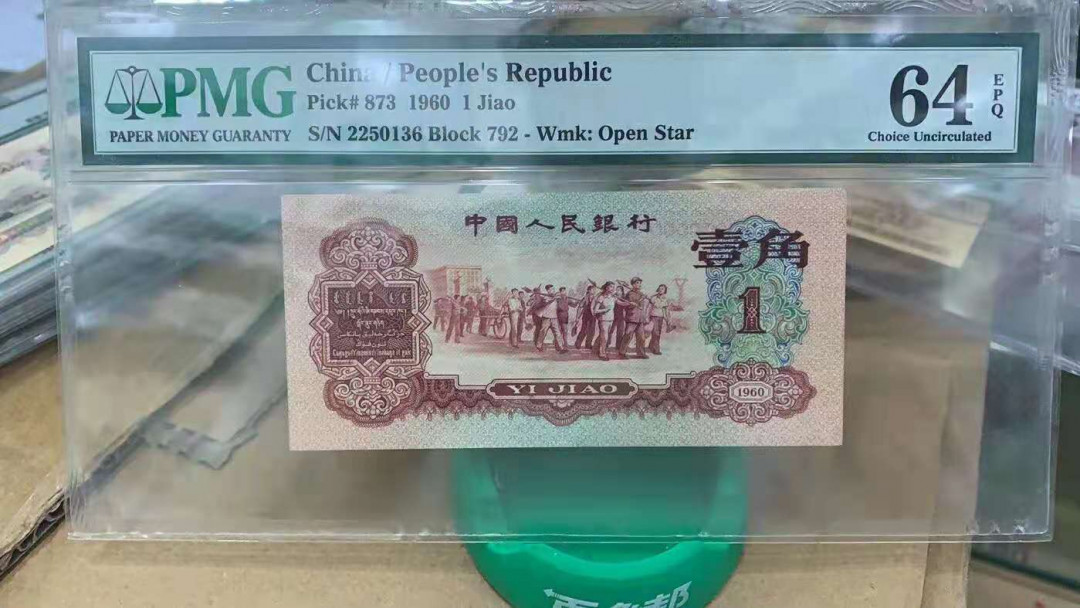 PMG
PAPER MONEY GUARANTY
China / People's Republic
Pick# 873 1960 1 Jiao
S/N 2250136 Block 792 - Wmk: Open Star
64
EPQ
Choice Uncirculated
中國人民銀行
壹角
1
YI JIAO
1960